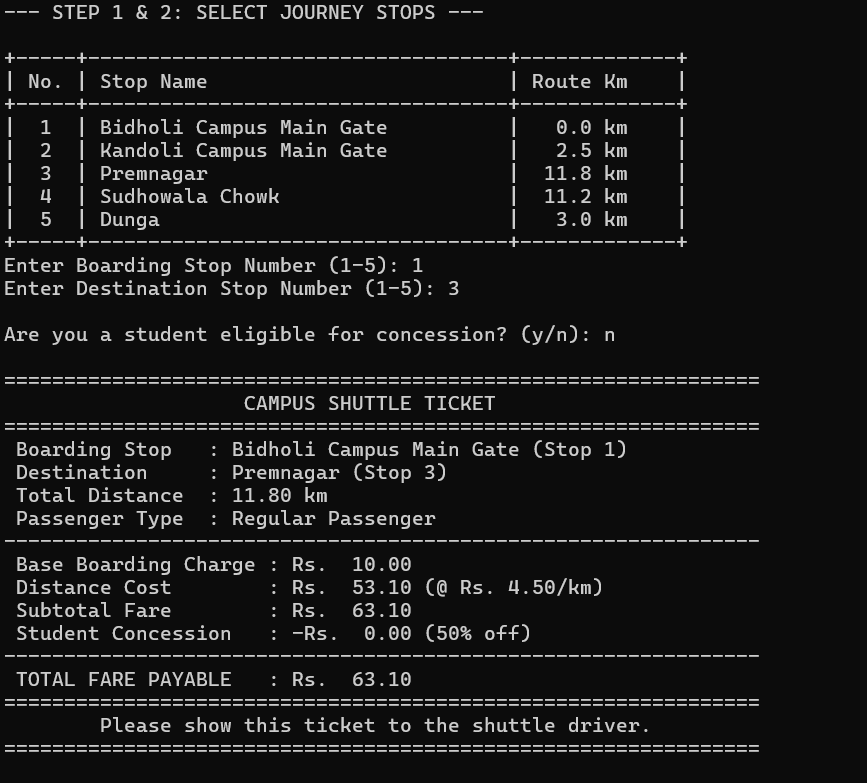 --- STEP 1 & 2: SELECT JOURNEY STOPS ---
+-----+-----------------------------------+-------------+
| No. | Stop Name                         | Route Km    |
+-----+-----------------------------------+-------------+
|  1  | Bidholi Campus Main Gate          |   0.0 km    |
|  2  | Kandoli Campus Main Gate          |   2.5 km    |
|  3  | Premnagar                         |  11.8 km    |
|  4  | Sudhowala Chowk                   |  11.2 km    |
|  5  | Dunga                             |   3.0 km    |
+-----+-----------------------------------+-------------+
Enter Boarding Stop Number (1-5): 1
Enter Destination Stop Number (1-5): 3
Are you a student eligible for concession? (y/n): n
===============================================================
                    CAMPUS SHUTTLE TICKET
===============================================================
 Boarding Stop   : Bidholi Campus Main Gate (Stop 1)
 Destination     : Premnagar (Stop 3)
 Total Distance  : 11.80 km
 Passenger Type  : Regular Passenger
---------------------------------------------------------------
 Base Boarding Charge : Rs.  10.00
 Distance Cost        : Rs.  53.10 (@ Rs. 4.50/km)
 Subtotal Fare        : Rs.  63.10
 Student Concession   : -Rs.  0.00 (50% off)
---------------------------------------------------------------
 TOTAL FARE PAYABLE   : Rs.  63.10
===============================================================
        Please show this ticket to the shuttle driver.
===============================================================